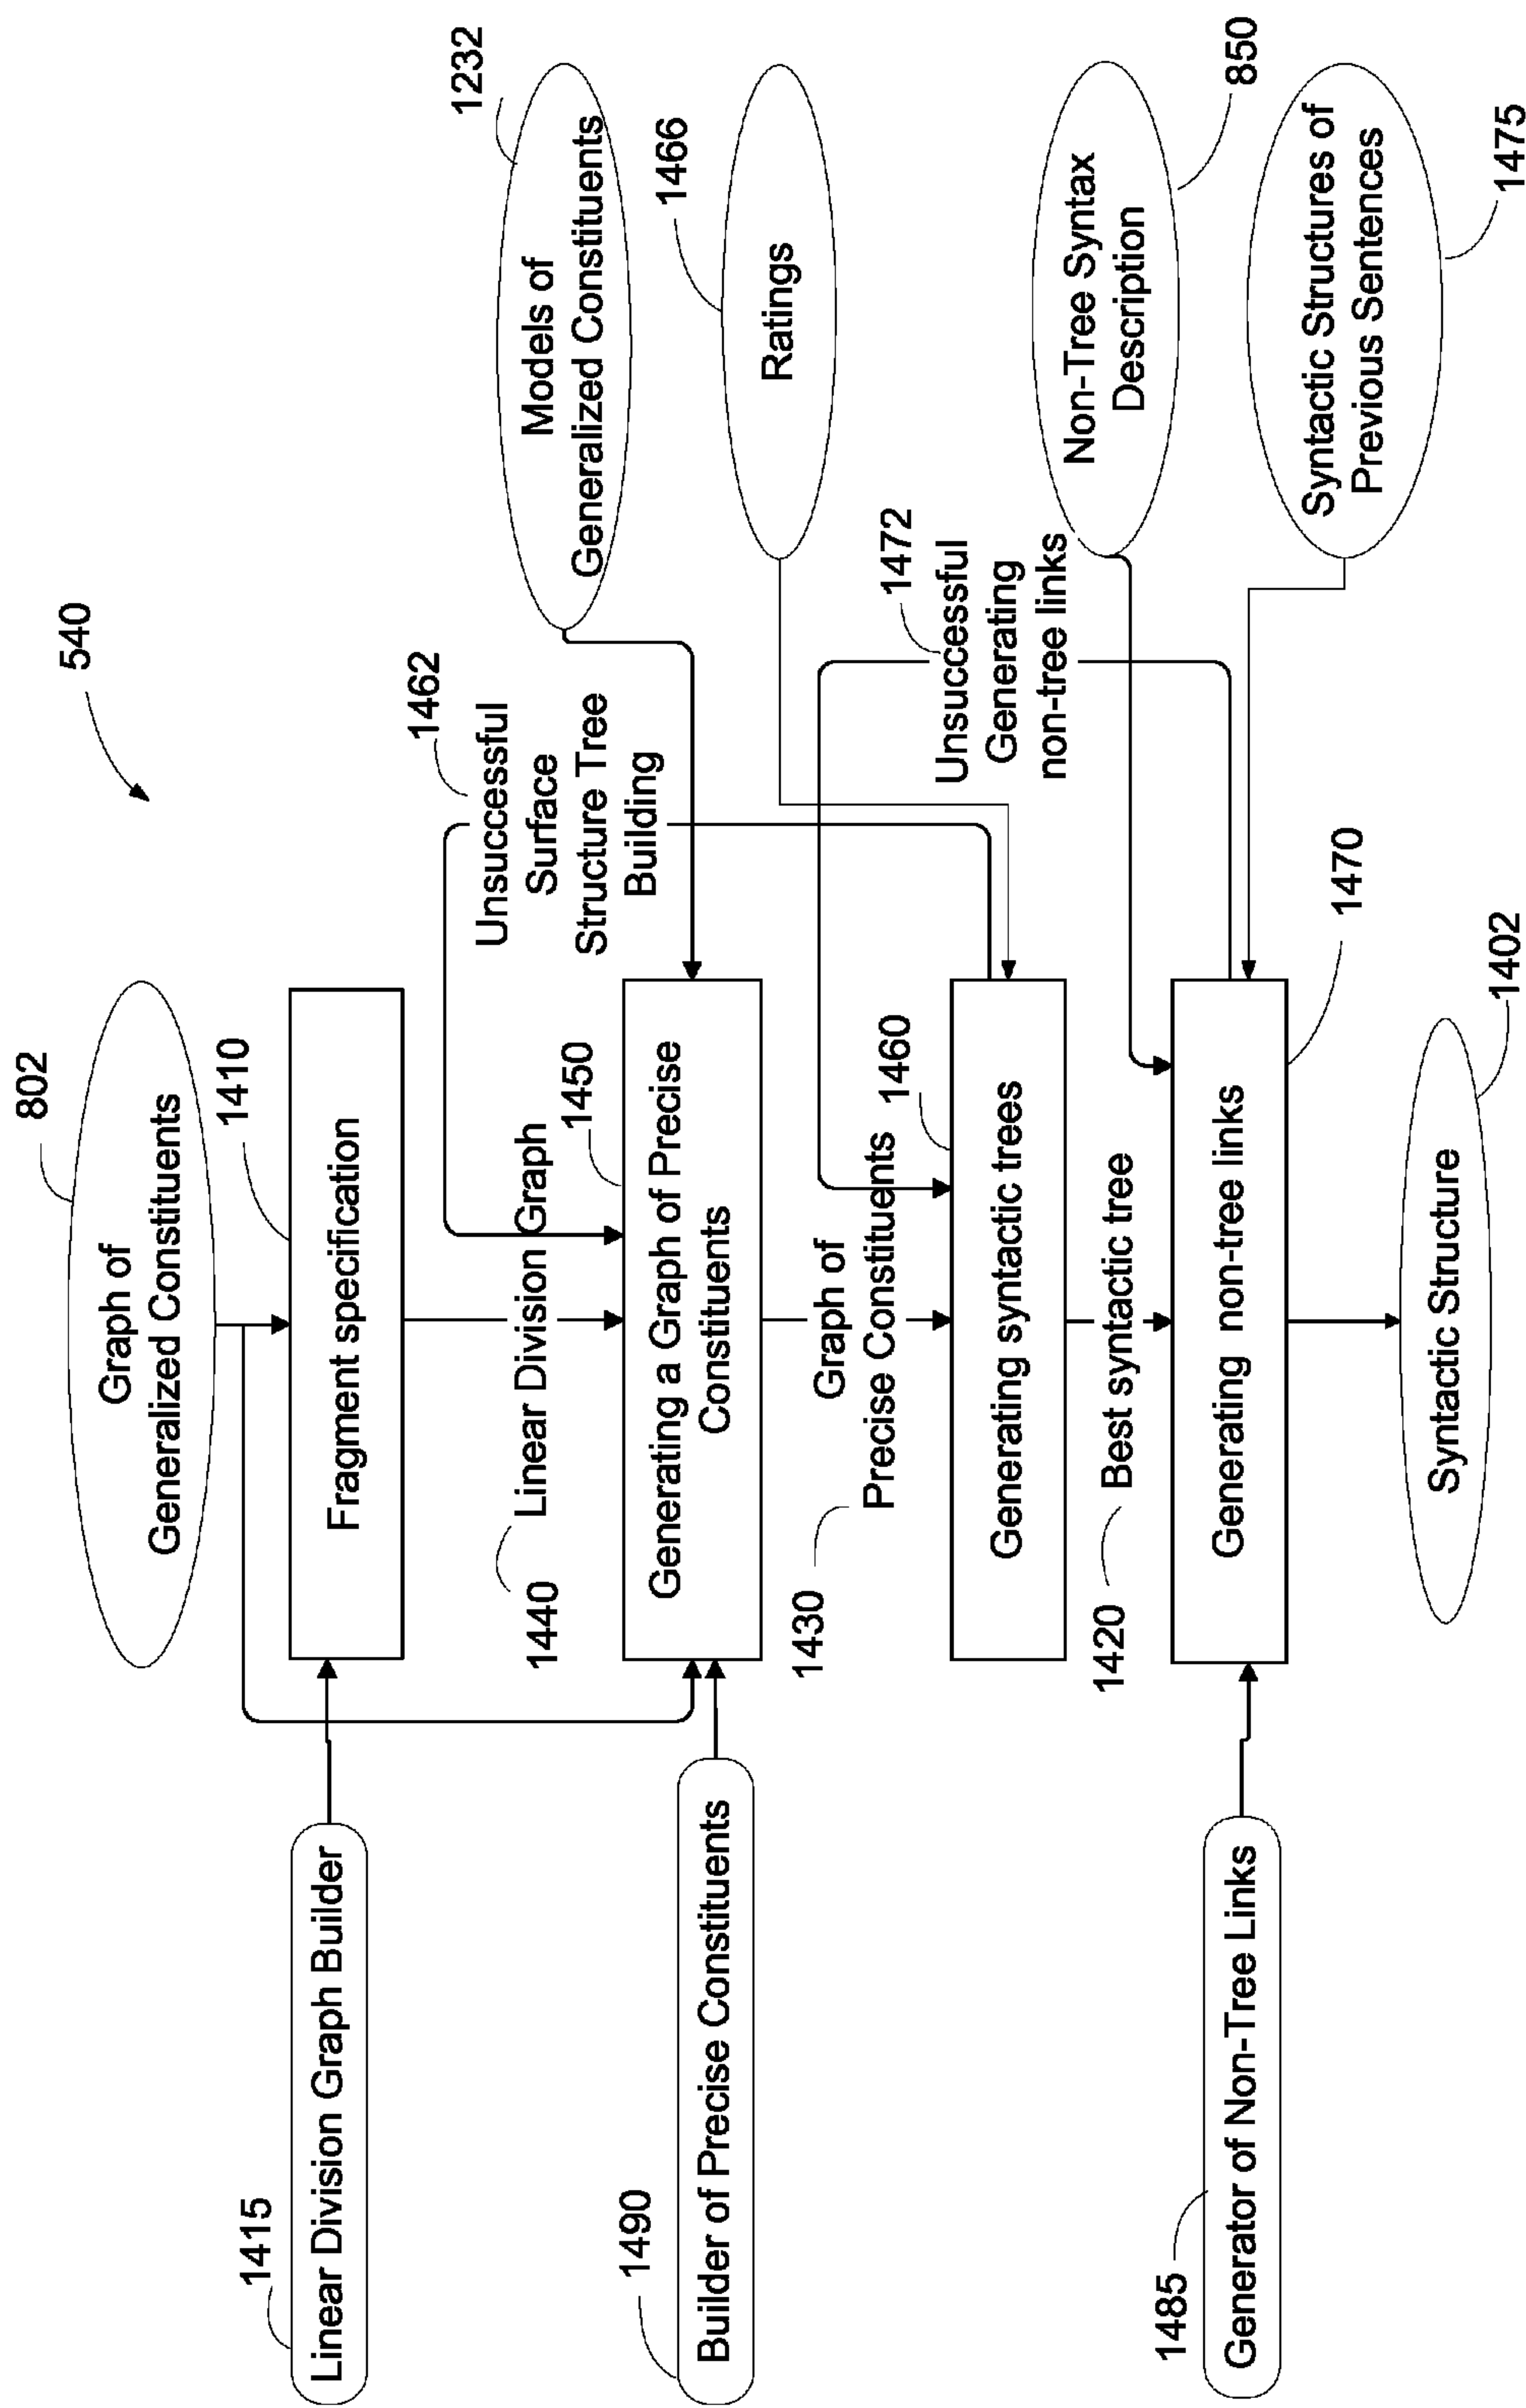 540
802
Graph of
Generalized Constituents
1410
Fragment specification
1415
Linear Division Graph Builder
1440
Linear Division Graph
1462
Unsuccessful
Surface
Structure Tree
Building
1232
Models of
Generalized Constituents
1450
Generating a Graph of Precise
Constituents
1490
Builder of Precise Constituents
1466
Ratings
1430
Graph of
Precise Constituents
1460
Generating syntactic trees
1472
Unsuccessful
Generating
non-tree links
850
Non-Tree Syntax
Description
1420
Best syntactic tree
1470
Generating non-tree links
1485
Generator of Non-Tree Links
Syntactic Structures of
Previous Sentences
1475
1402
Syntactic Structure